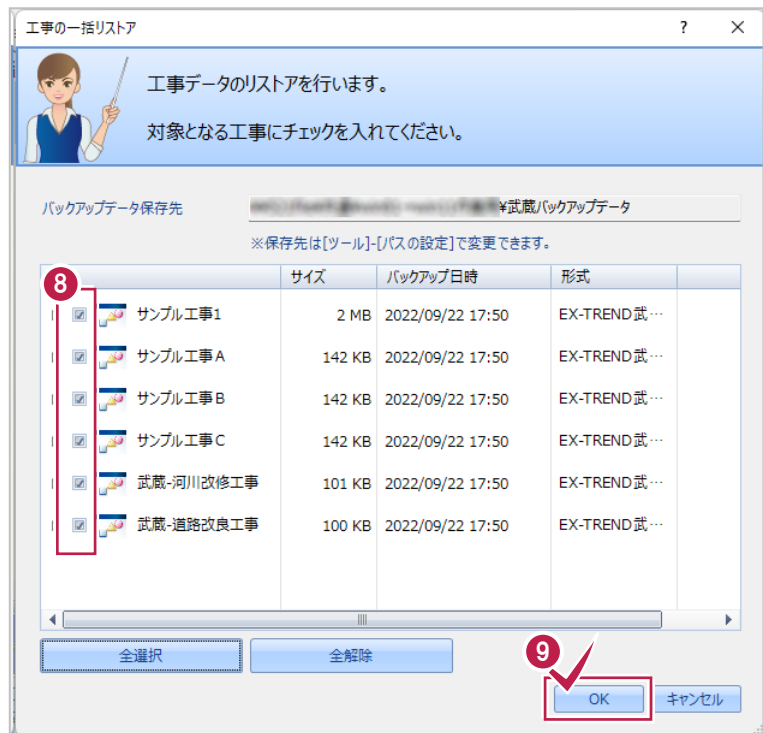 工事の一括リストア ? ×
工事データのリストアを行います。
対象となる工事にチェックを入れてください。
バックアップデータ保存先 ¥武蔵バックアップデータ
※保存先は[ツール]-[パスの設定]で変更できます。
サイズ バックアップ日時 形式
8
サンプル工事1 2 MB 2022/09/22 17:50 EX-TREND武…
サンプル工事A 142 KB 2022/09/22 17:50 EX-TREND武…
サンプル工事B 142 KB 2022/09/22 17:50 EX-TREND武…
サンプル工事C 142 KB 2022/09/22 17:50 EX-TREND武…
武蔵-河川改修工事 101 KB 2022/09/22 17:50 EX-TREND武…
武蔵-道路改良工事 100 KB 2022/09/22 17:50 EX-TREND武…
全選択 全解除
9
OK キャンセル